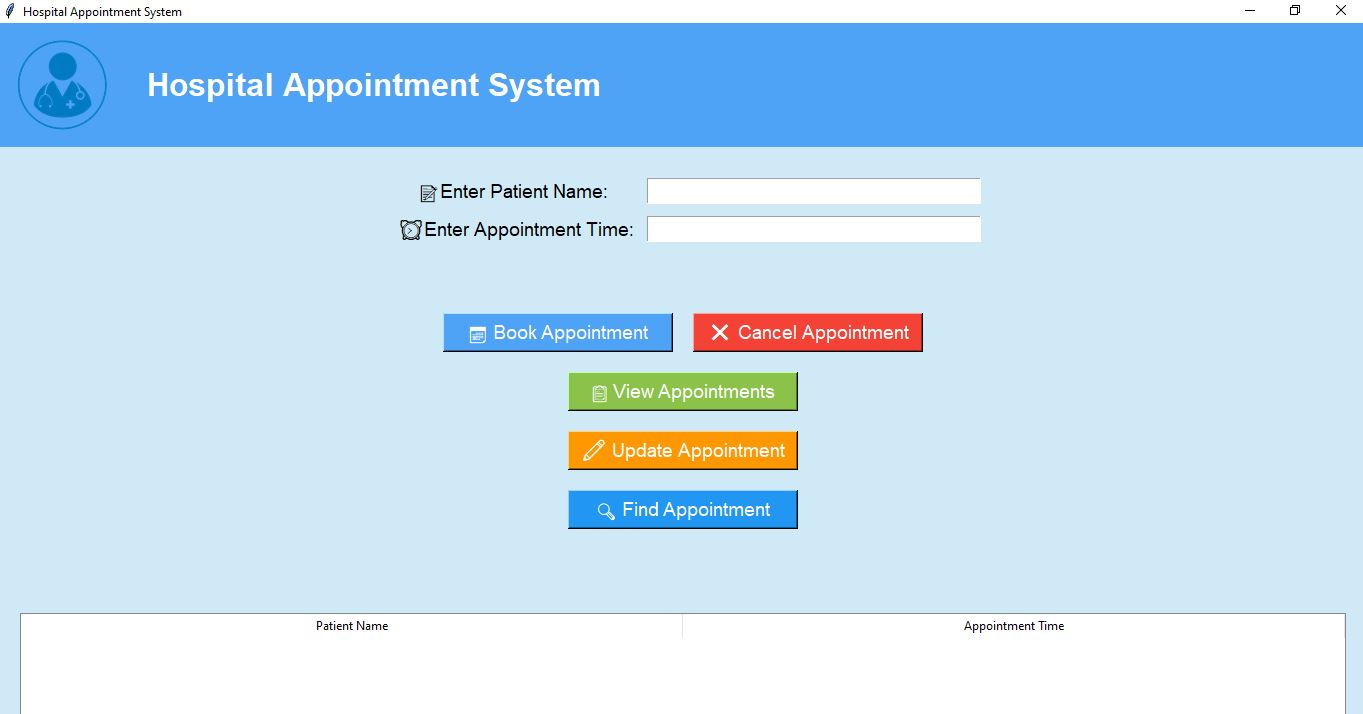 Hospital Appointment System
Hospital Appointment System
Enter Patient Name:
Enter Appointment Time:
Book Appointment
Cancel Appointment
View Appointments
Update Appointment
Find Appointment
Patient Name
Appointment Time